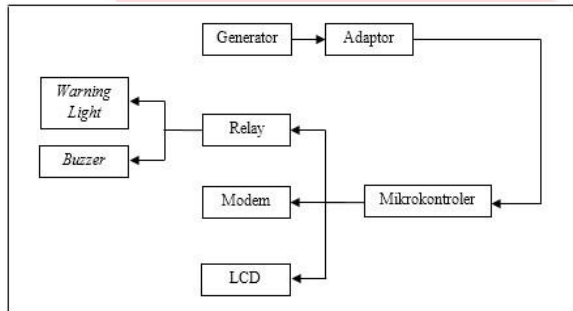 Generator
Adaptor
Warning
Light
Relay
Buzzer
Modem
Mikrokontroler
LCD